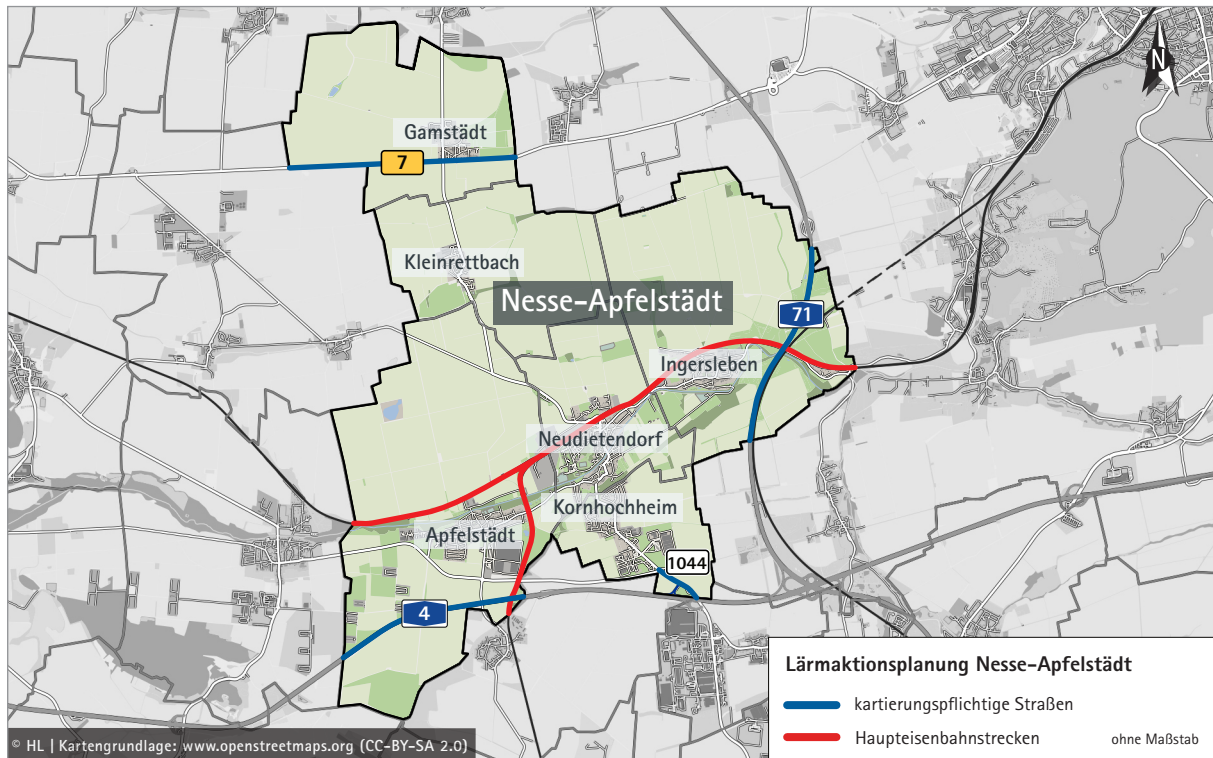 N
Gamstädt
7
Kleinrettbach
Nesse-Apfelstädt
71
Ingersleben
Neudietendorf
Kornhochheim
Apfelstädt
1044
4
Lärmaktionsplanung Nesse-Apfelstädt
kartierungspflichtige Straßen
Haupteisenbahnstrecken
ohne Maßstab
© HL | Kartengrundlage: www.openstreetmaps.org (CC-BY-SA 2.0)